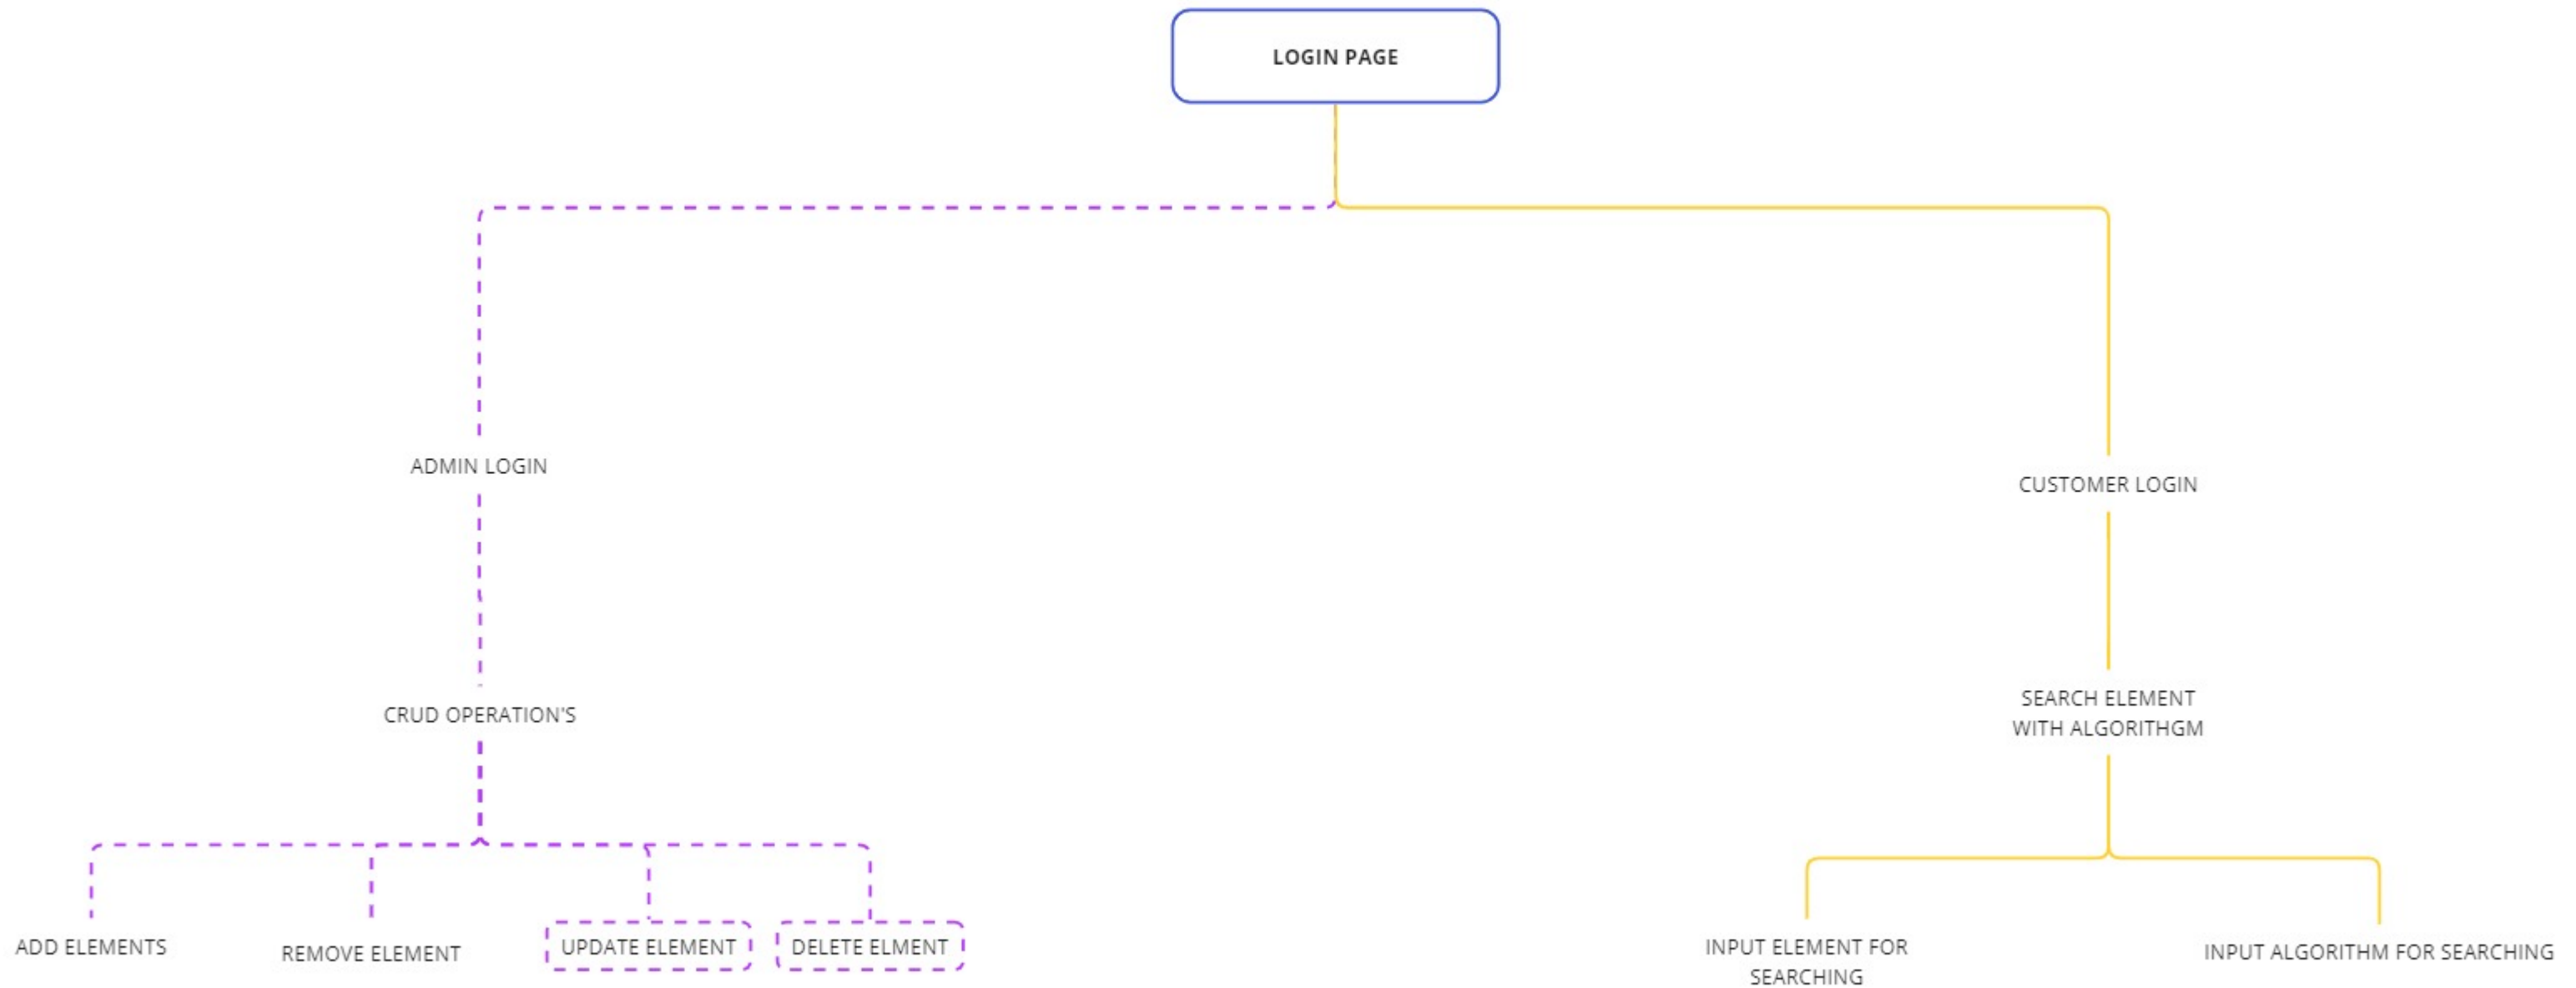 LOGIN PAGE
ADMIN LOGIN
CUSTOMER LOGIN
CRUD OPERATION'S
SEARCH ELEMENT
WITH ALGORITHGM
ADD ELEMENTS
REMOVE ELEMENT
UPDATE ELEMENT
DELETE ELMENT
INPUT ELEMENT FOR
SEARCHING
INPUT ALGORITHM FOR SEARCHING